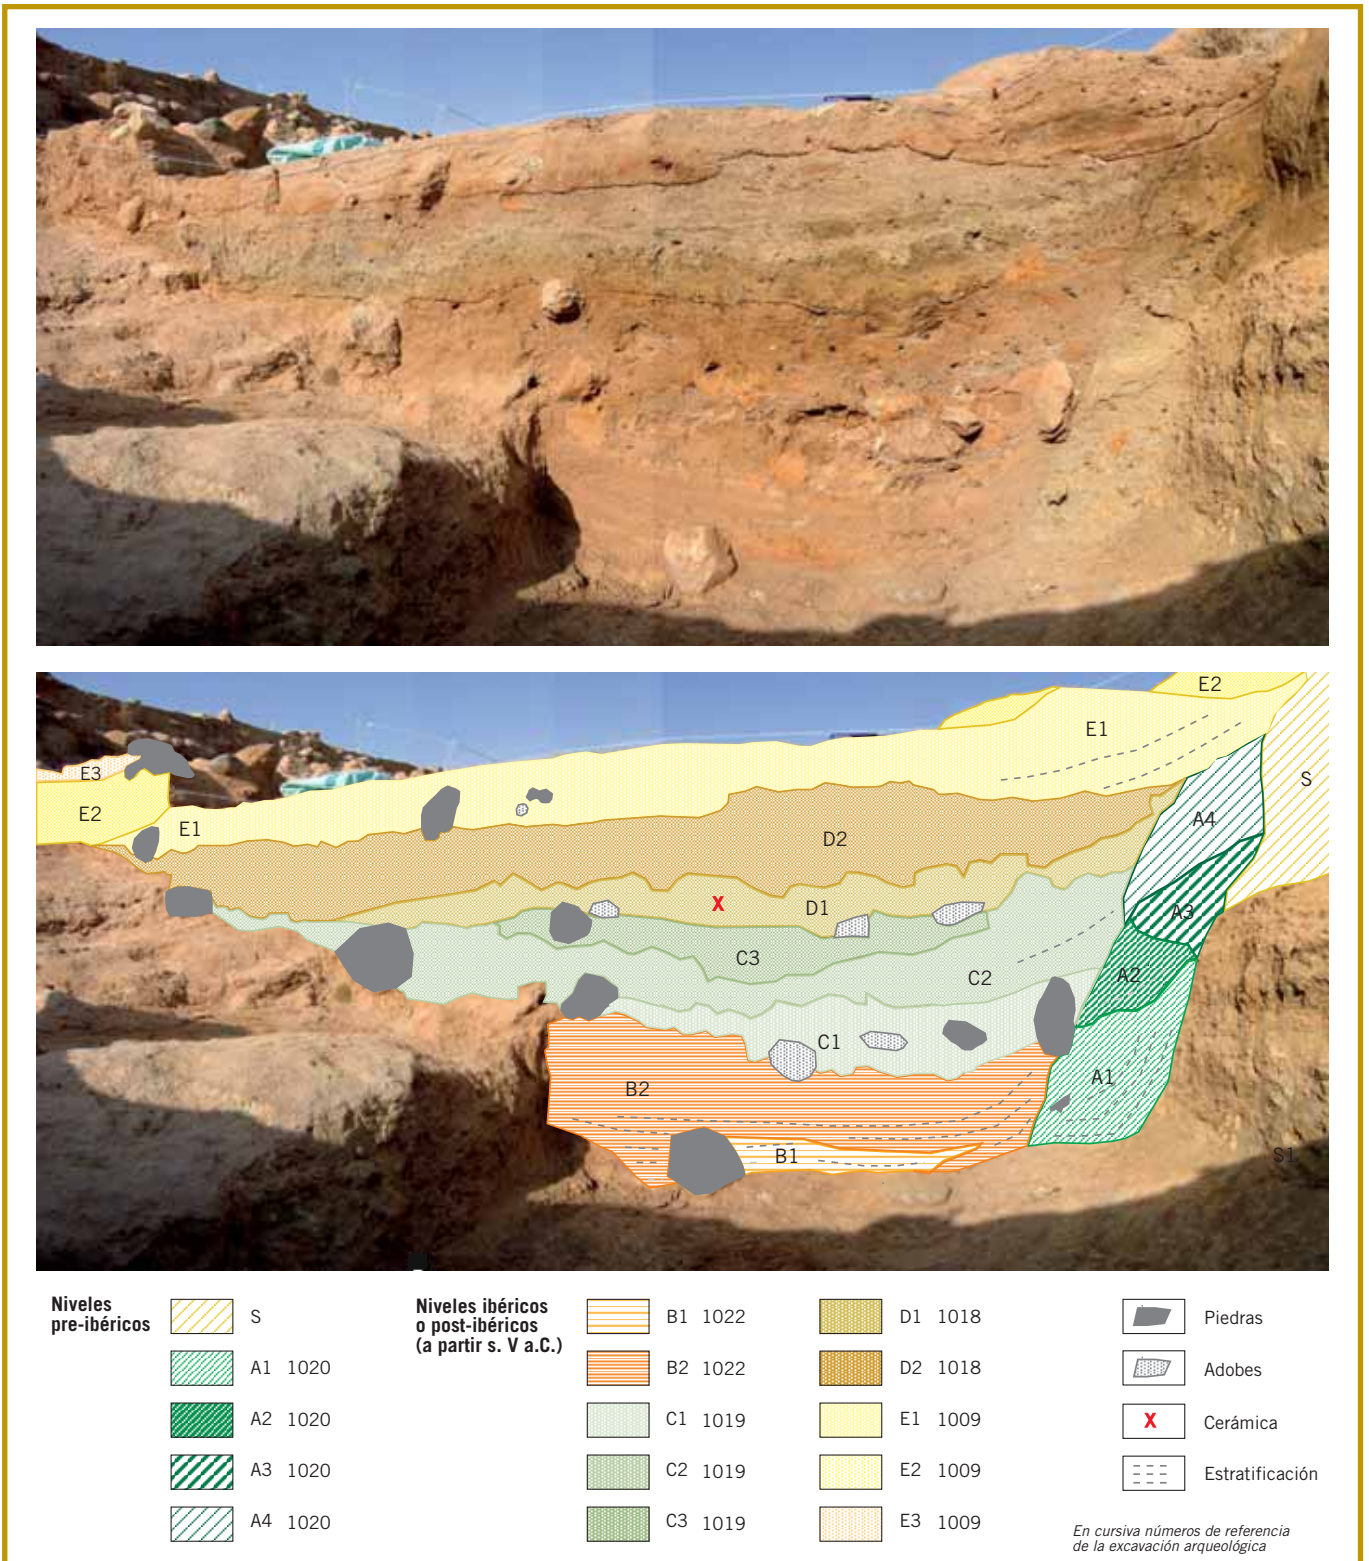 E2
E1
E3
S
E2
E1
A4
D2
X
D1
A3
C3
C2
A2
C1
A1
B2
B1
S1
Niveles
pre-ibéricos
S
A1 1020
A2 1020
A3 1020
A4 1020
Niveles ibéricos
o post-ibéricos
(a partir s. V a.C.)
B1 1022
B2 1022
C1 1019
C2 1019
C3 1019
D1 1018
D2 1018
E1 1009
E2 1009
E3 1009
Piedras
Adobes
X Cerámica
Estratificación
En cursiva números de referencia
de la excavación arqueológica